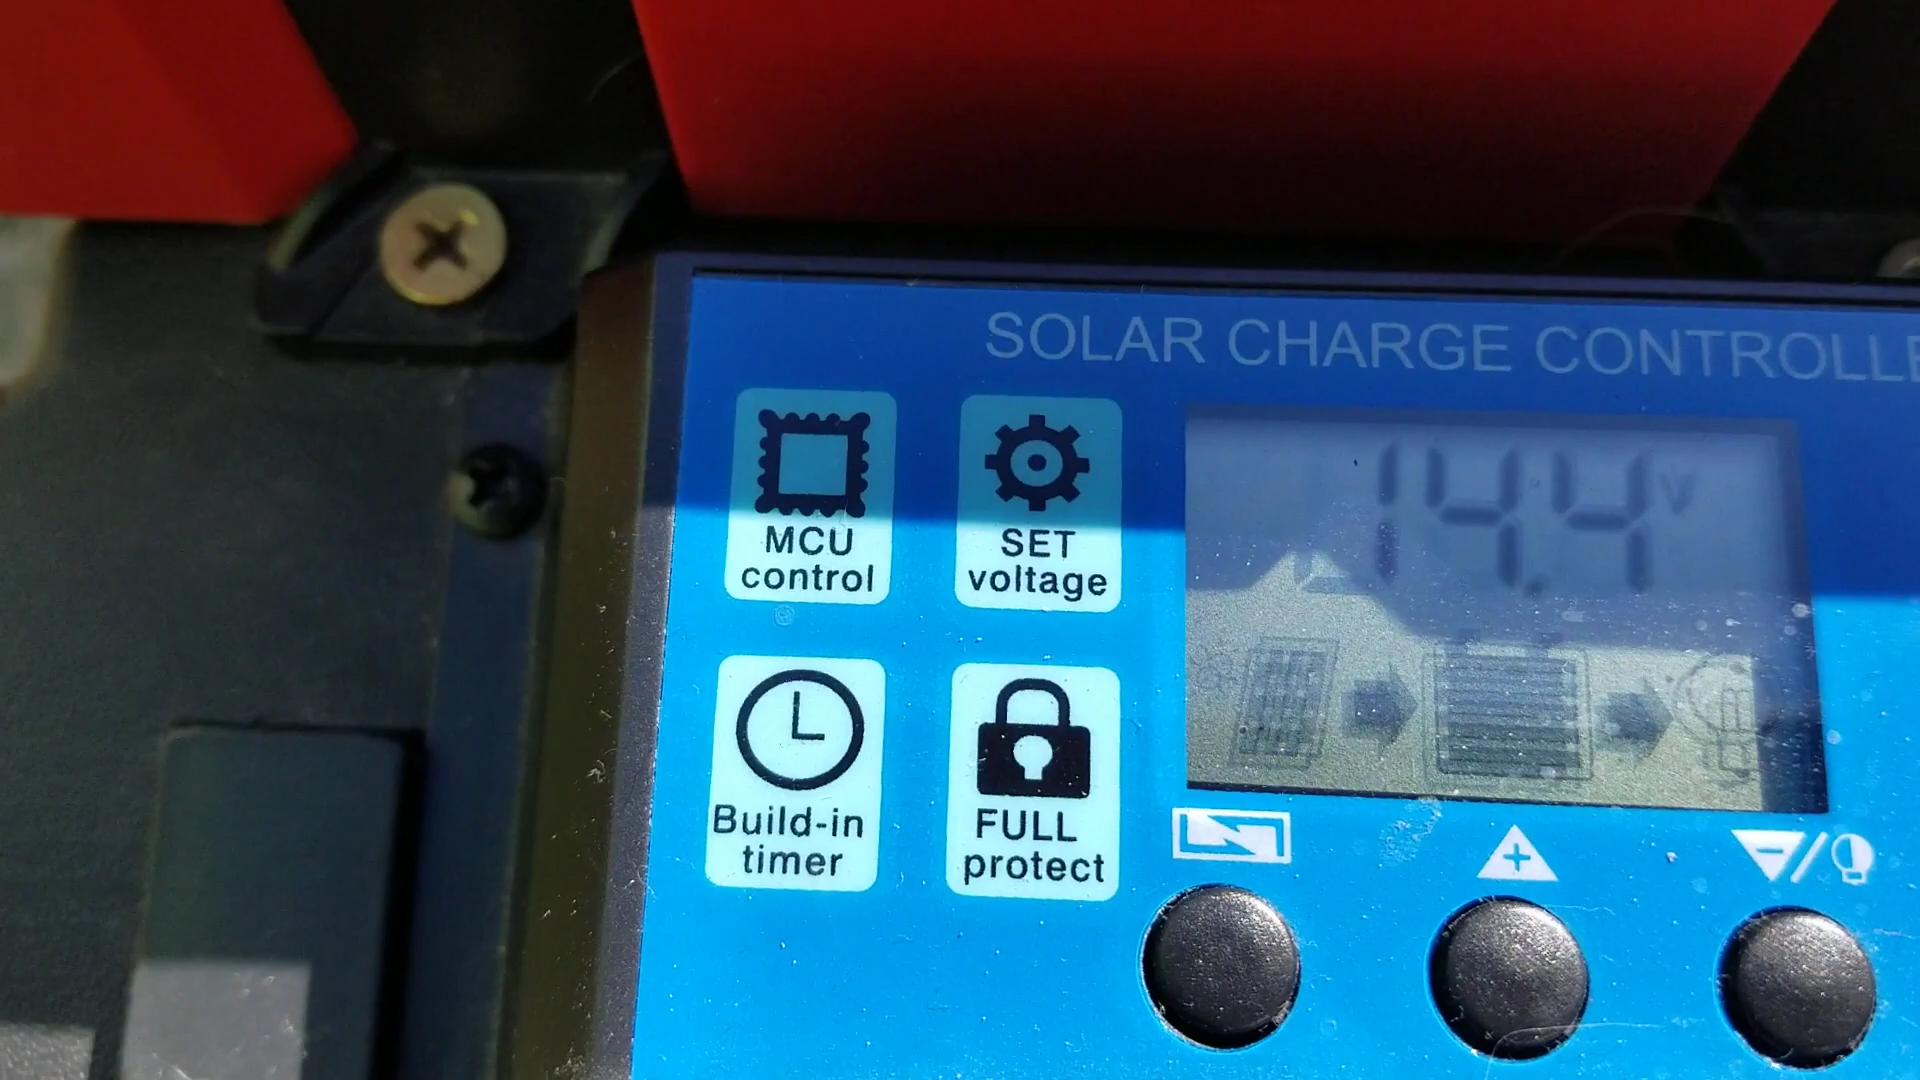 SOLAR CHARGE CONTROLLE
MCU
control
SET
voltage
14.4 V
Build-in
timer
FULL
protect